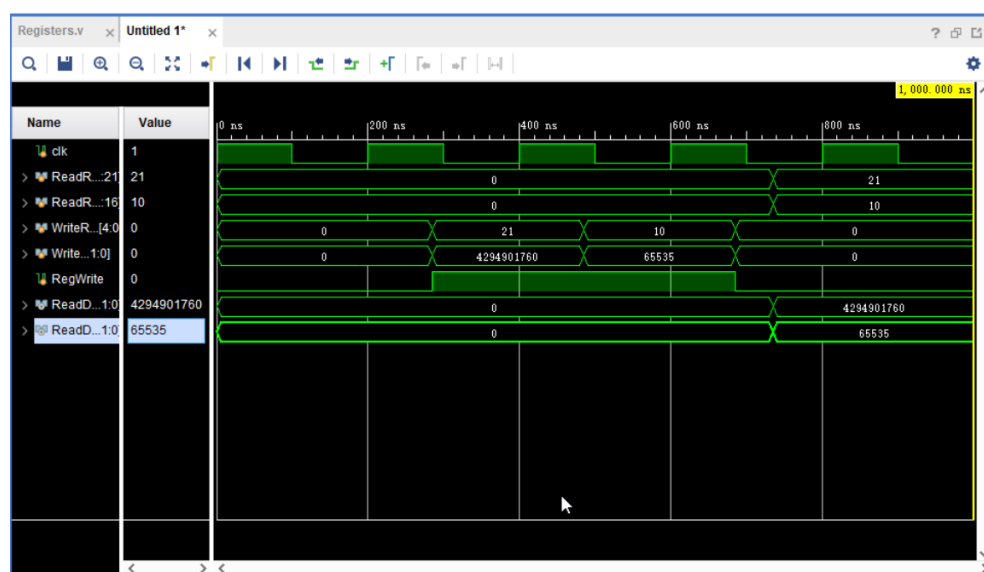 Registers.v × Untitled 1* ×
?
1,000.000 ns
Name Value
0 ns 200 ns 400 ns 600 ns 800 ns
clk 1
ReadR...:21] 21 0 21
ReadR...:16] 10 0 10
WriteR...[4:0 0 0 21 10 0
Write...1:0] 0 0 4294901760 65535 0
RegWrite 0
ReadD...1:0] 4294901760 0 4294901760
ReadD...1:0] 65535 0 65535